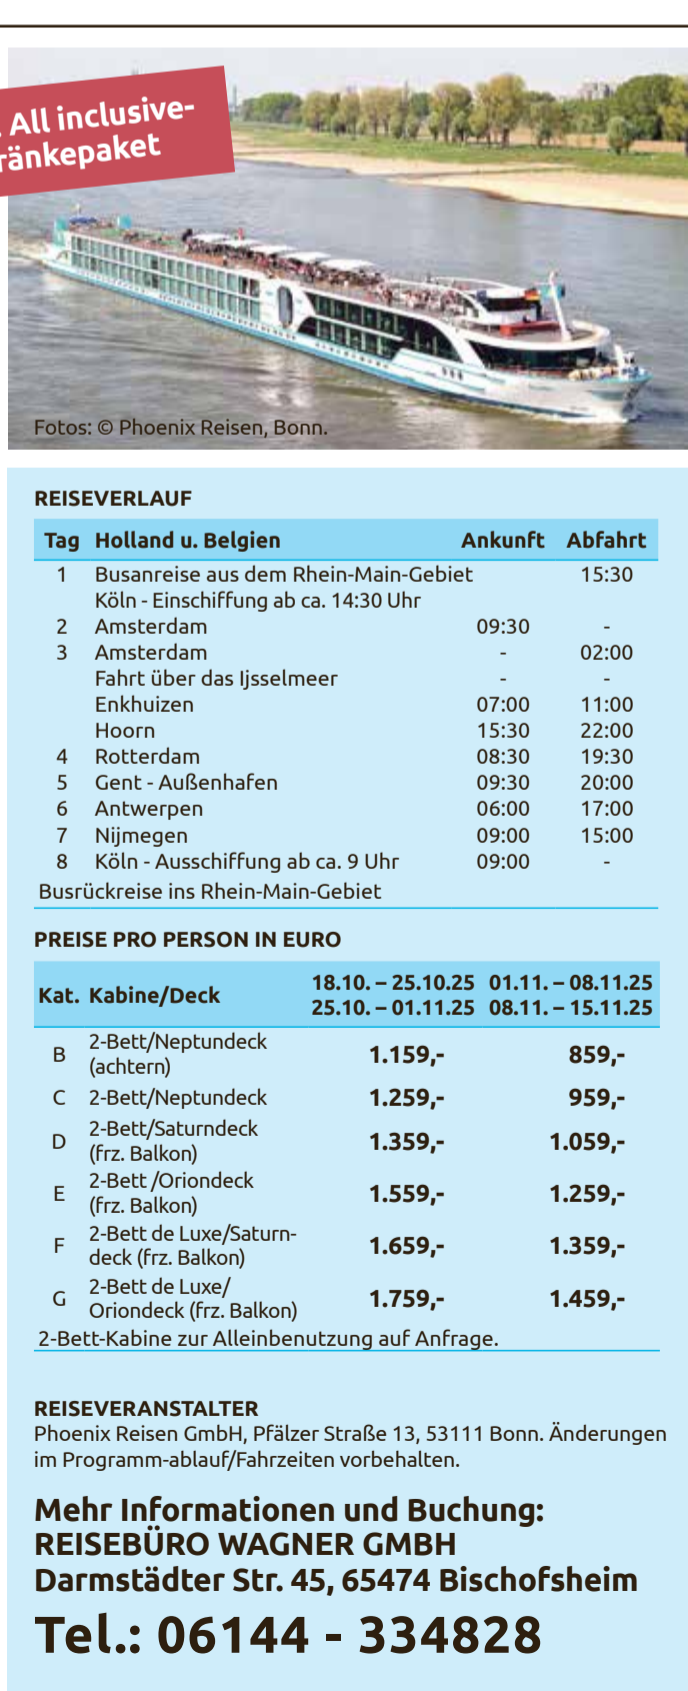 All inclusive-
ränkepaket
Fotos: © Phoenix Reisen, Bonn.
REISEVERLAUF
Tag Holland u. Belgien Ankunft Abfahrt
1 Busanreise aus dem Rhein-Main-Gebiet 15:30
Köln - Einschiffung ab ca. 14:30 Uhr
2 Amsterdam 09:30 -
3 Amsterdam - 02:00
Fahrt über das Ijsselmeer - -
Enkhuizen 07:00 11:00
Hoorn 15:30 22:00
4 Rotterdam 08:30 19:30
5 Gent - Außenhafen 09:30 20:00
6 Antwerpen 06:00 17:00
7 Nijmegen 09:00 15:00
8 Köln - Ausschiffung ab ca. 9 Uhr 09:00 -
Busrückreise ins Rhein-Main-Gebiet
PREISE PRO PERSON IN EURO
Kat. Kabine/Deck
18.10. – 25.10.25 01.11. – 08.11.25
25.10. – 01.11.25 08.11. – 15.11.25
B 2-Bett/Neptundeck
(achtern) 1.159,- 859,-
C 2-Bett/Neptundeck 1.259,- 959,-
D 2-Bett/Saturndeck
(frz. Balkon) 1.359,- 1.059,-
E 2-Bett /Oriondeck
(frz. Balkon) 1.559,- 1.259,-
F 2-Bett de Luxe/Saturn-
deck (frz. Balkon) 1.659,- 1.359,-
G 2-Bett de Luxe/
Oriondeck (frz. Balkon) 1.759,- 1.459,-
2-Bett-Kabine zur Alleinbenutzung auf Anfrage.
REISEVERANSTALTER
Phoenix Reisen GmbH, Pfälzer Straße 13, 53111 Bonn. Änderungen
im Programm-ablauf/Fahrzeiten vorbehalten.
Mehr Informationen und Buchung:
REISEBÜRO WAGNER GMBH
Darmstädter Str. 45, 65474 Bischofsheim
Tel.: 06144 - 334828